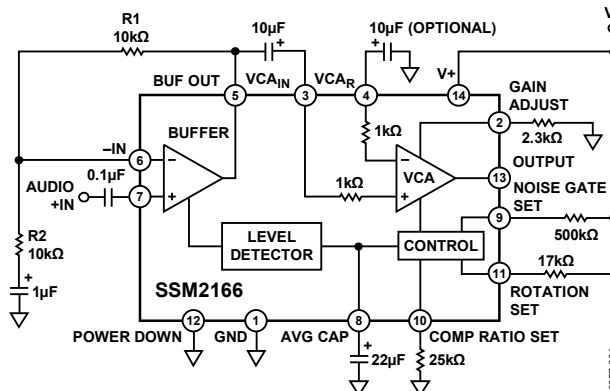 R1
10kΩ
10µF
10µF (OPTIONAL)
V
BUF OUT
VCAIN
VCAR
V+
5
3
4
14
GAIN
ADJUST
2
2.3kΩ
BUFFER
1kΩ
–IN
6
OUTPUT
13
0.1µF
AUDIO
+IN
7
VCA
1kΩ
NOISE GATE
SET
9
500kΩ
R2
10kΩ
LEVEL
DETECTOR
CONTROL
17kΩ
11
1µF
SSM2166
ROTATION
SET
12
1
8
10
POWER DOWN
GND
AVG CAP
COMP RATIO SET
22µF
25kΩ